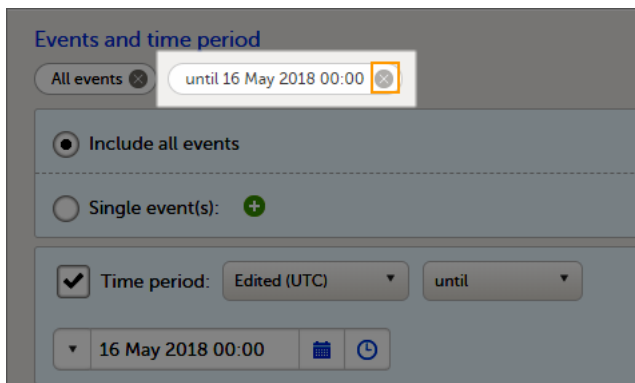 Events and time period
All events until 16 May 2018 00:00
Include all events
Single event(s):
Time period: Edited (UTC) until
16 May 2018 00:00